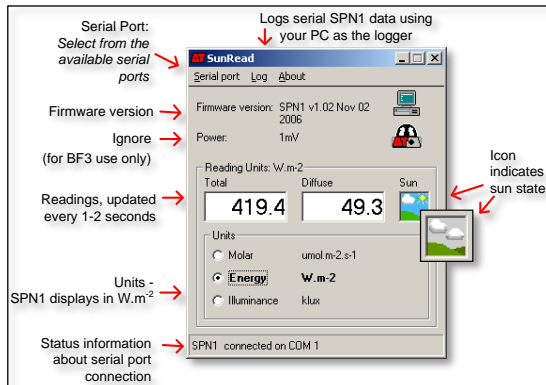 Serial Port:
Select from the
available serial
ports
Logs serial SPN1 data using
your PC as the logger
SunRead
Serial port Log About
Firmware version
Firmware version: SPN1 v1.02 Nov 02
2006
Ignore
(for BF3 use only)
Power: 1mV
Reading Units: W.m-2
Total Diffuse Sun
Readings, updated
every 1-2 seconds
419.4 49.3
Icon
indicates
sun state
Units
Molar umol.m-2.s-1
Energy W.m-2
Illuminance klux
Units -
SPN1 displays in W.m-2
Status information
about serial port
connection
SPN1 connected on COM 1